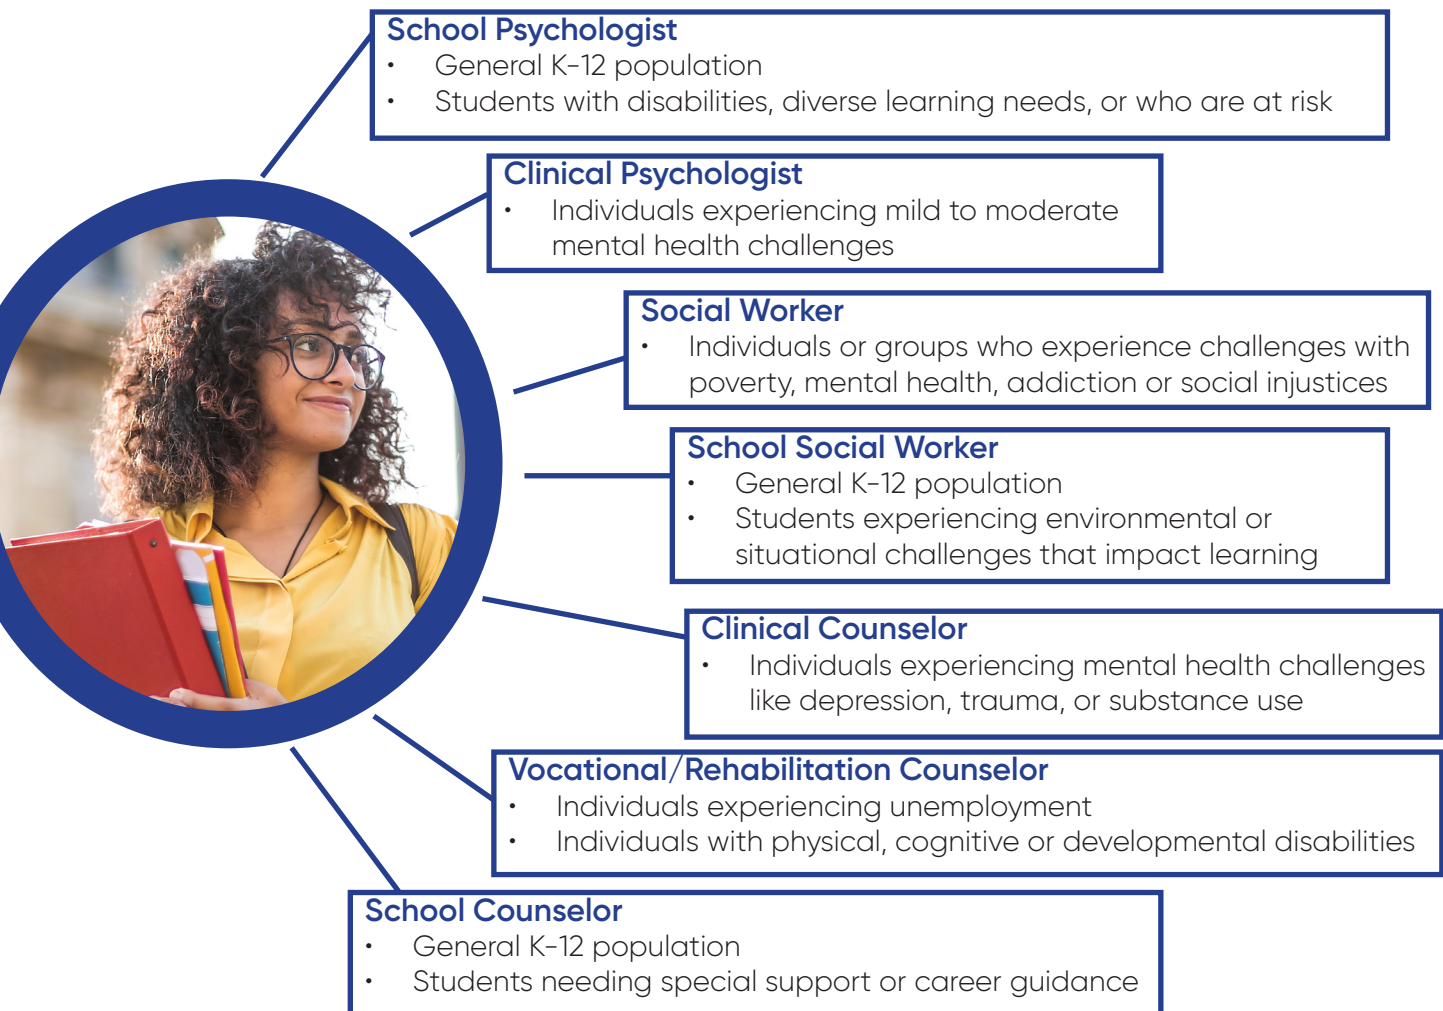 School Psychologist
• General K-12 population
• Students with disabilities, diverse learning needs, or who are at risk
Clinical Psychologist
• Individuals experiencing mild to moderate
mental health challenges
Social Worker
• Individuals or groups who experience challenges with
poverty, mental health, addiction or social injustices
School Social Worker
• General K-12 population
• Students experiencing environmental or
situational challenges that impact learning
Clinical Counselor
• Individuals experiencing mental health challenges
like depression, trauma, or substance use
Vocational/Rehabilitation Counselor
• Individuals experiencing unemployment
• Individuals with physical, cognitive or developmental disabilities
School Counselor
• General K-12 population
• Students needing special support or career guidance